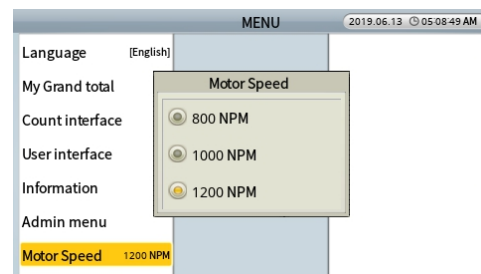 MENU
2019.06.13 05:08:49 AM
Language [English]
My Grand total
Count interface
User interface
Information
Admin menu
Motor Speed 1200 NPM
Motor Speed
800 NPM
1000 NPM
1200 NPM